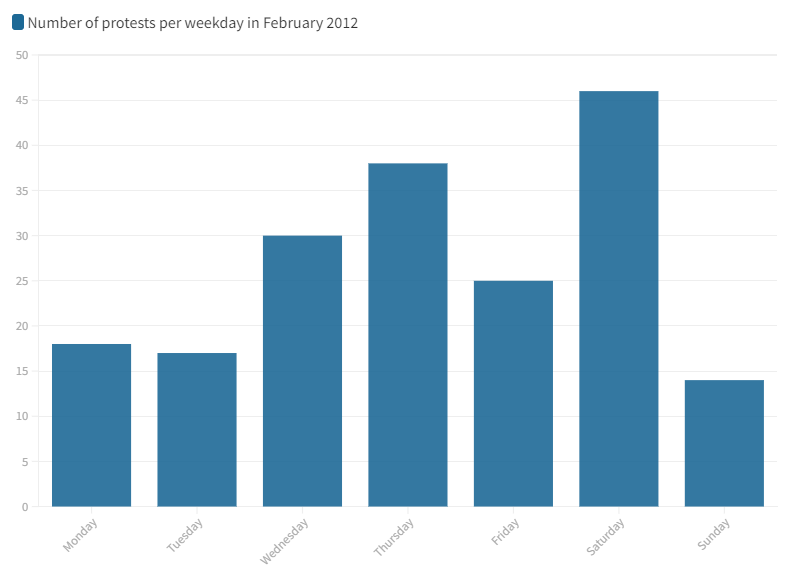 Number of protests per weekday in February 2012
50
45
40
35
30
25
20
15
10
5
0
Monday
Tuesday
Wednesday
Thursday
Friday
Saturday
Sunday